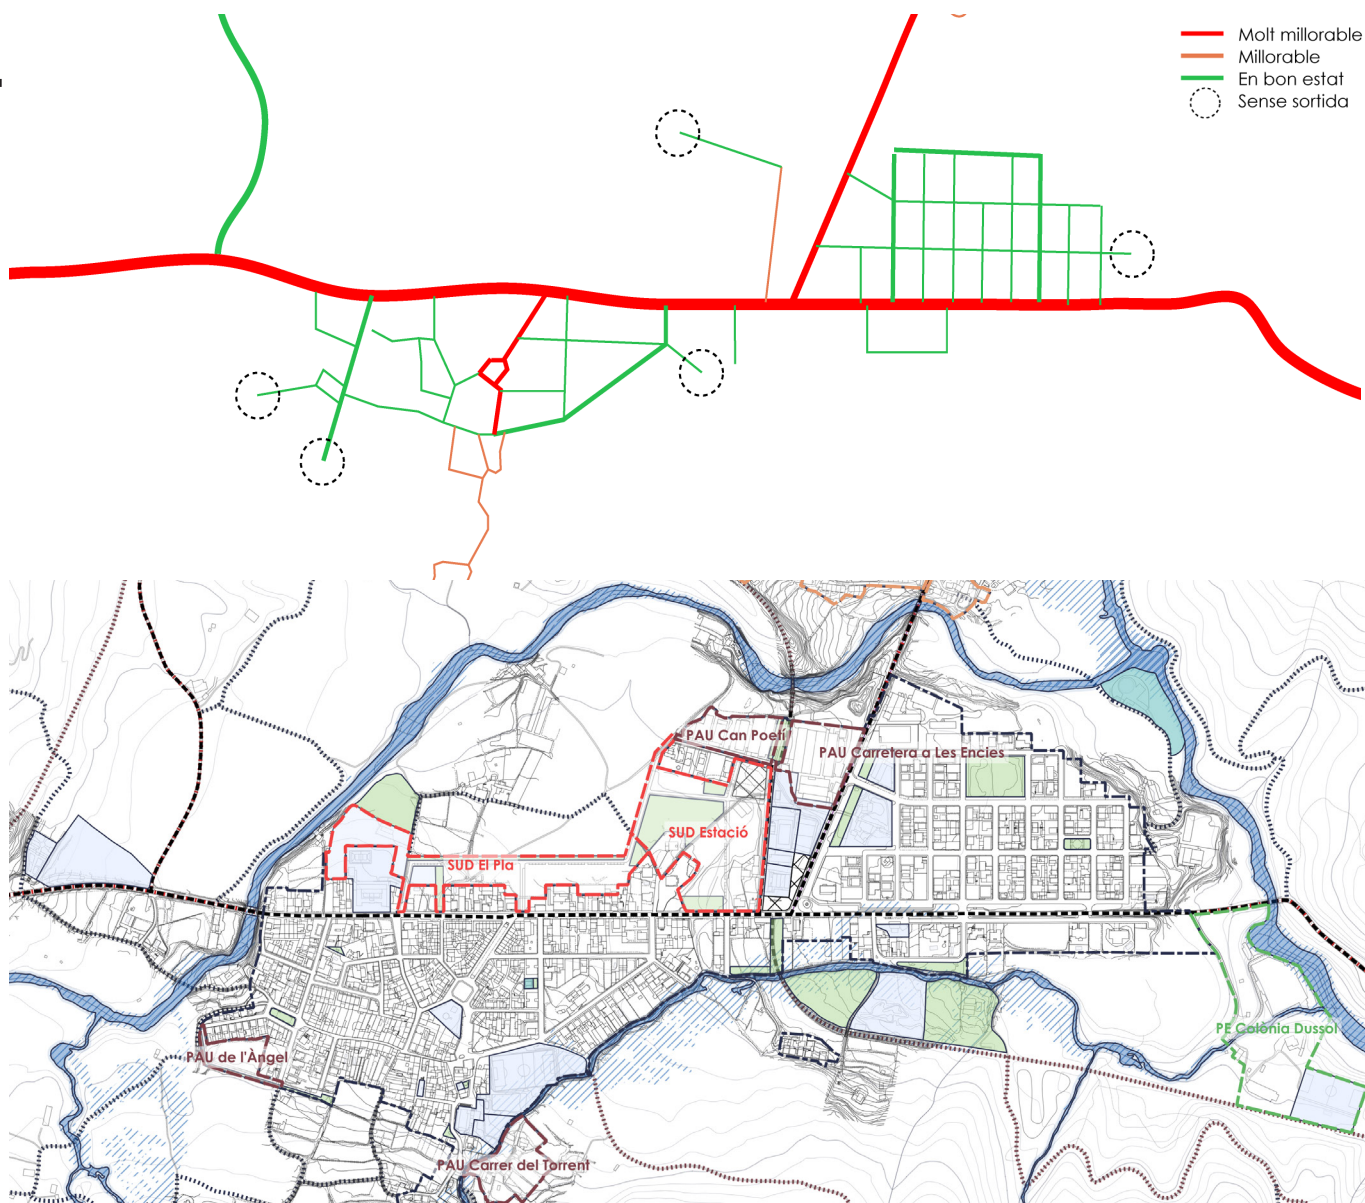 Molt millorable
Millorable
En bon estat
Sense sortida
PAU Can Poetí
PAU Carretera a Les Encies
SUD Estació
SUD El Pla
PE Colònia Dussol
PAU de l'Àngel
PAU Carrer del Torrent